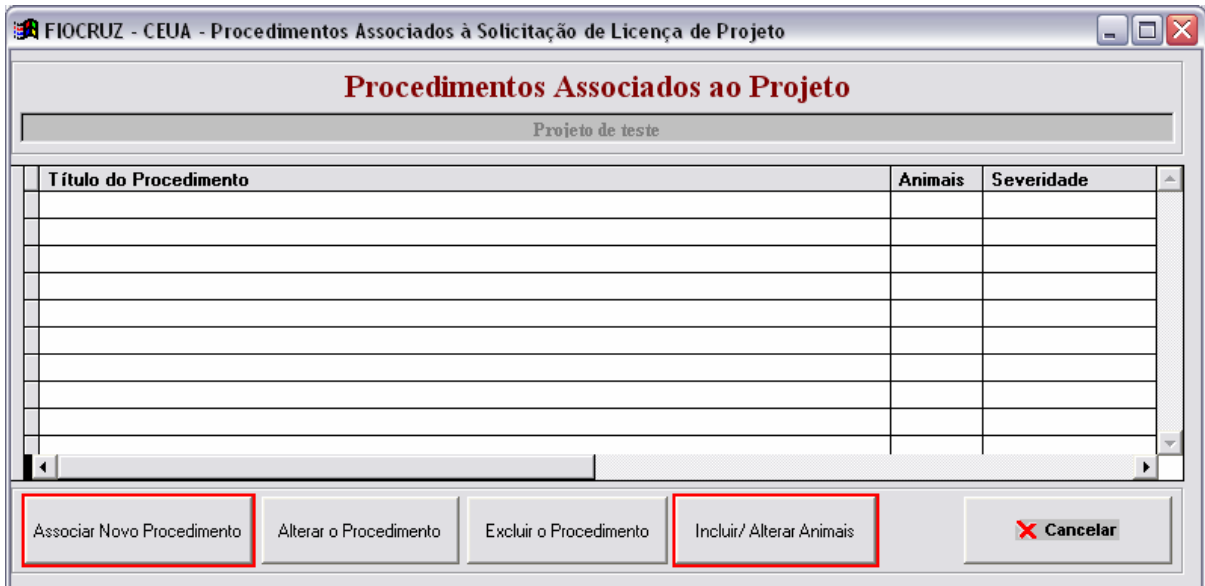 FIOCRUZ - CEUA - Procedimentos Associados à Solicitação de Licença de Projeto
Procedimentos Associados ao Projeto
Projeto de teste
Título do Procedimento Animais Severidade
Associar Novo Procedimento Alterar o Procedimento Excluir o Procedimento Incluir/ Alterar Animais Cancelar